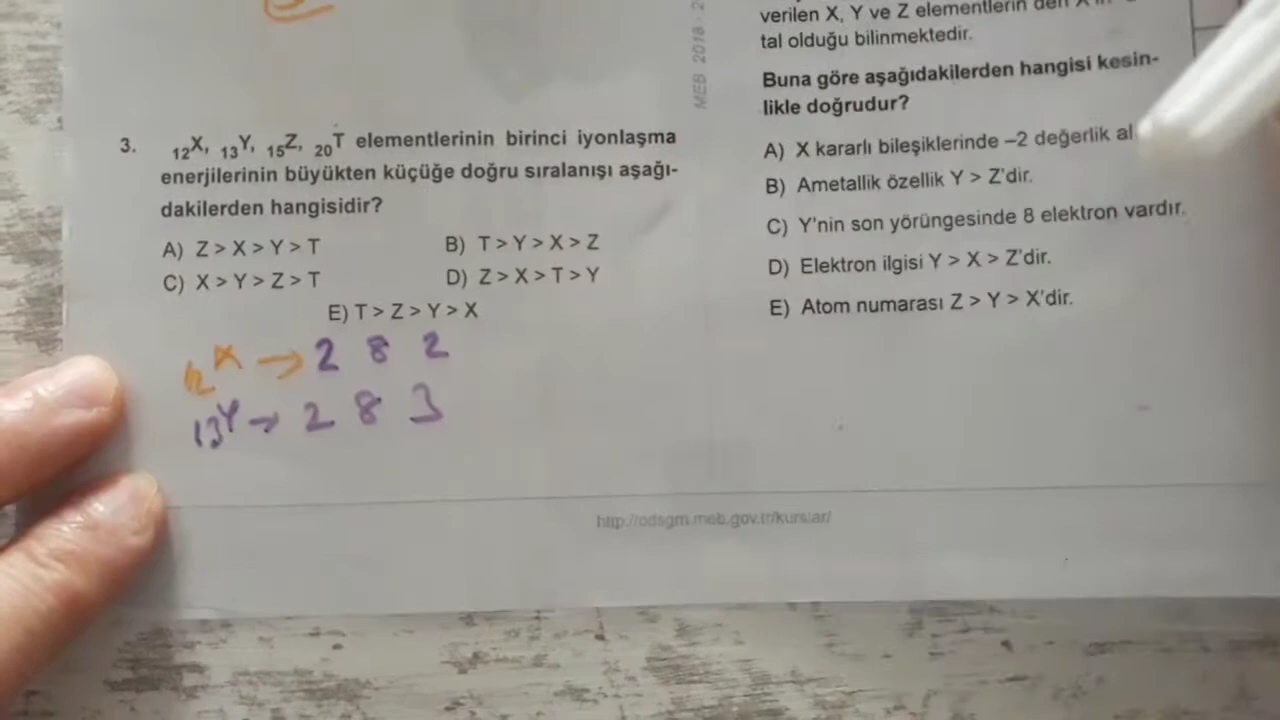 3. 12X, 13Y, 15Z, 20T elementlerinin birinci iyonlaşma
enerjilerinin büyükten küçüğe doğru sıralanışı aşağı-
dakilerden hangisidir?
A) Z > X > Y > T
B) T > Y > X > Z
C) X > Y > Z > T
D) Z > X > T > Y
E) T > Z > Y > X
12X → 2 8 2
13Y → 2 8 3
MEB 2018 - 2
verilen X, Y ve Z elementlerin den X'in
tal olduğu bilinmektedir.
Buna göre aşağıdakilerden hangisi kesin-
likle doğrudur?
A) X kararlı bileşiklerinde –2 değerlik al
B) Ametallik özellik Y > Z'dir.
C) Y'nin son yörüngesinde 8 elektron vardır.
D) Elektron ilgisi Y > X > Z'dir.
E) Atom numarası Z > Y > X'dir.
http://odsgm.meb.gov.tr/kurslar/